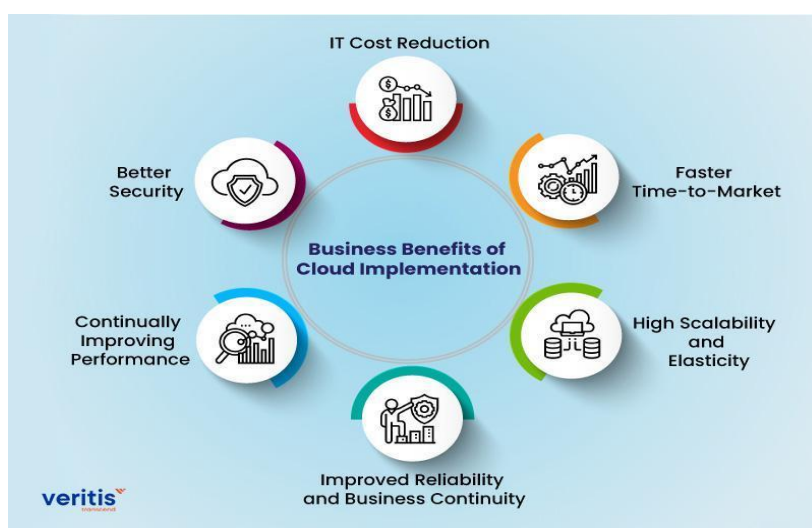 IT Cost Reduction
Better
Security
Faster
Time-to-Market
Business Benefits of
Cloud Implementation
Continually
Improving
Performance
High Scalability
and
Elasticity
Improved Reliability
and Business Continuity
veritis
transcend